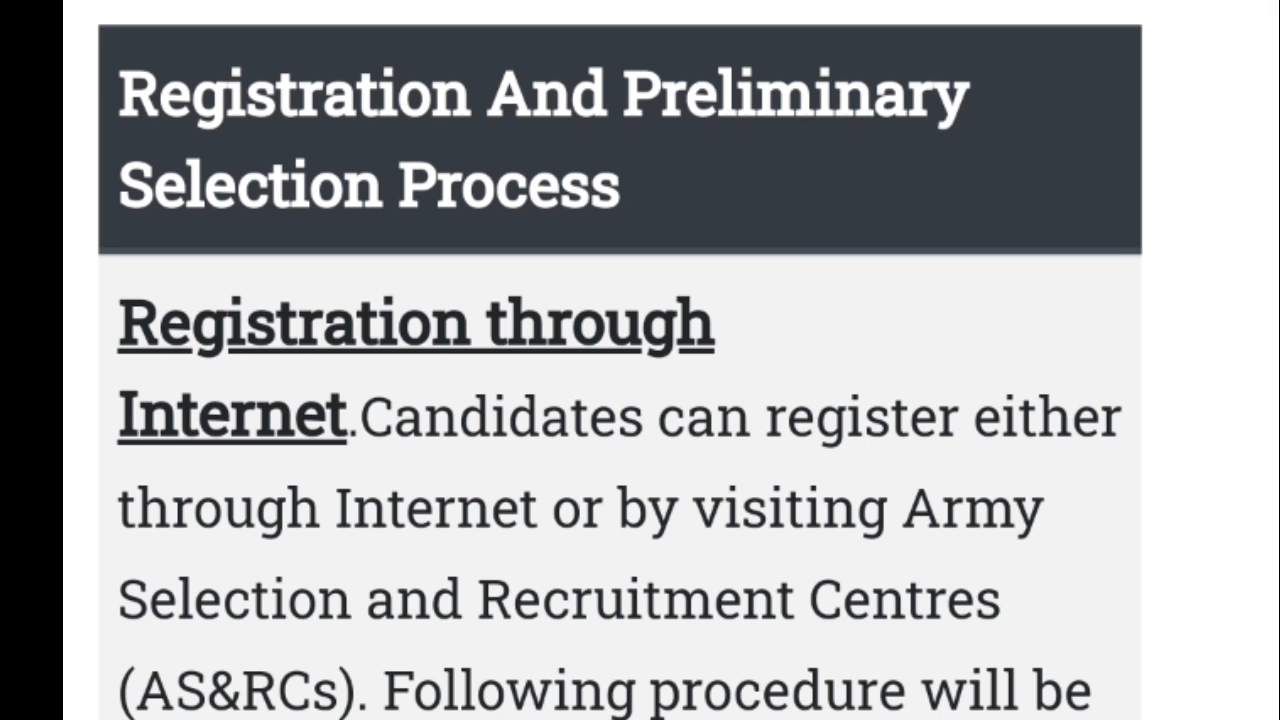 Registration And Preliminary
Selection Process
Registration through
Internet.Candidates can register either
through Internet or by visiting Army
Selection and Recruitment Centres
(AS&RCs). Following procedure will be